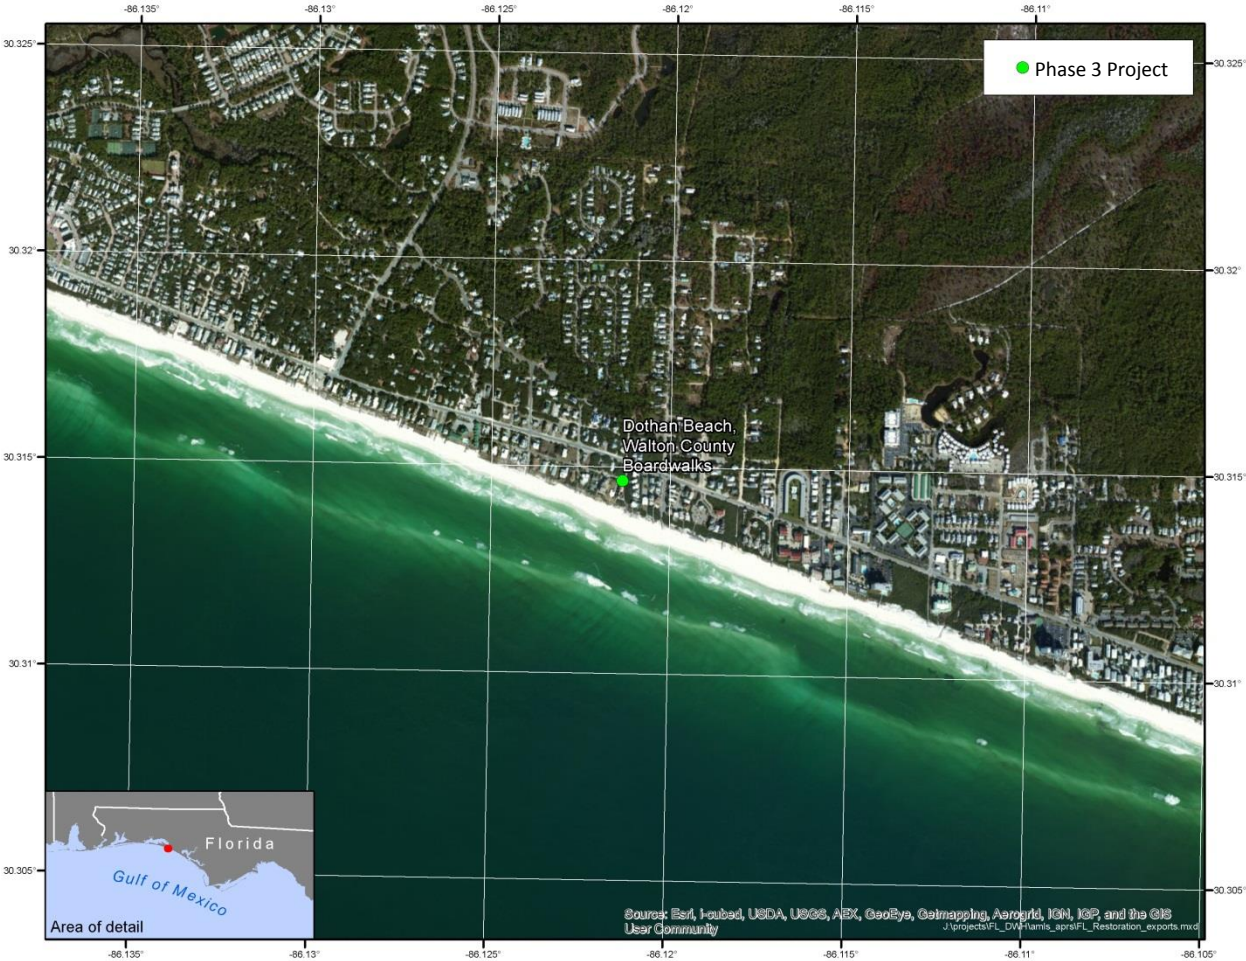 -86.135°
-86.13°
-86.125°
-86.12°
-86.115°
-86.11°
30.325°
30.325°
Phase 3 Project
30.32°
30.32°
Dothan Beach,
Walton County
Boardwalks
30.315°
30.315°
30.31°
30.31°
Florida
Gulf of Mexico
30.305°
30.305°
Area of detail
Source: Esri, i-cubed, USDA, USGS, AEX, GeoEye, Getmapping, Aerogrid, IGN, IGP, and the GIS
User Community
J:\projects\FL_DWH\amls_aprs\FL_Restoration_exports.mxd
-86.135°
-86.13°
-86.125°
-86.12°
-86.115°
-86.11°
-86.105°